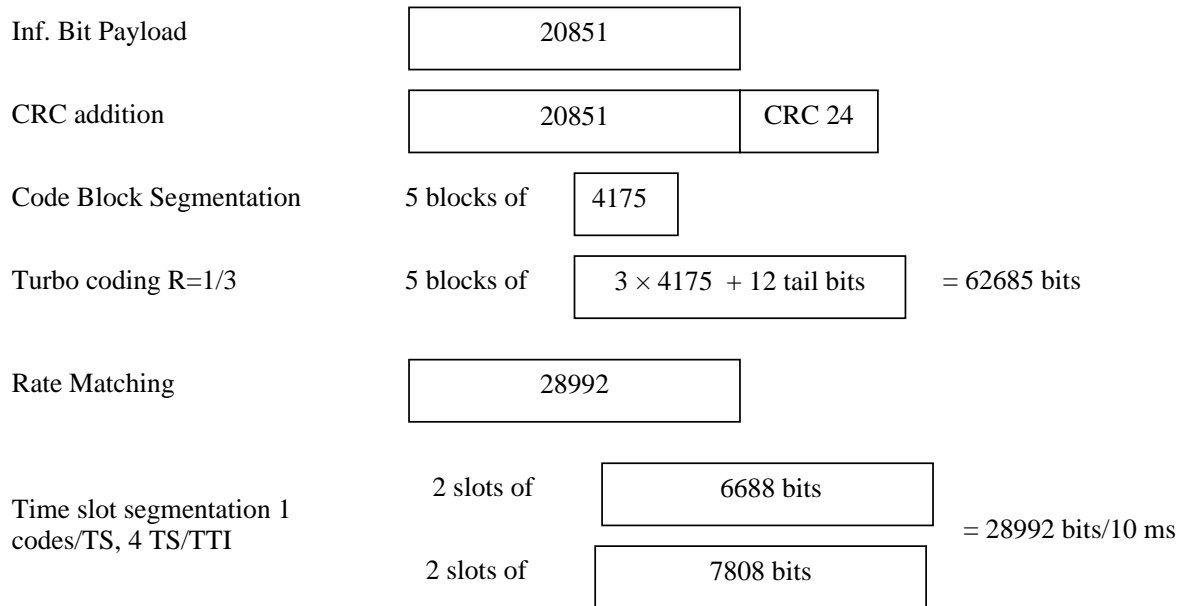 Inf. Bit Payload 20851
CRC addition 20851 CRC 24
Code Block Segmentation 5 blocks of 4175
Turbo coding R=1/3 5 blocks of 3 × 4175 + 12 tail bits = 62685 bits
Rate Matching 28992
2 slots of 6688 bits
Time slot segmentation 1
codes/TS, 4 TS/TTI
= 28992 bits/10 ms
2 slots of 7808 bits